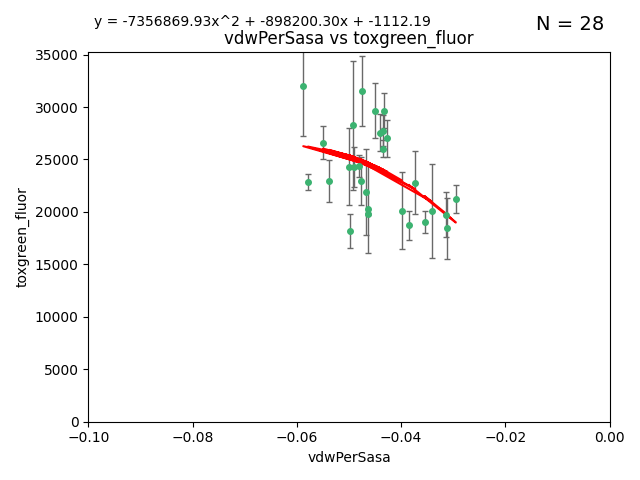 y = -7356869.93x^2 + -898200.30x + -1112.19
N = 28
vdwPerSasa vs toxgreen_fluor
35000
30000
25000
20000
15000
10000
5000
0
toxgreen_fluor
−0.10
−0.08
−0.06
−0.04
−0.02
0.00
vdwPerSasa